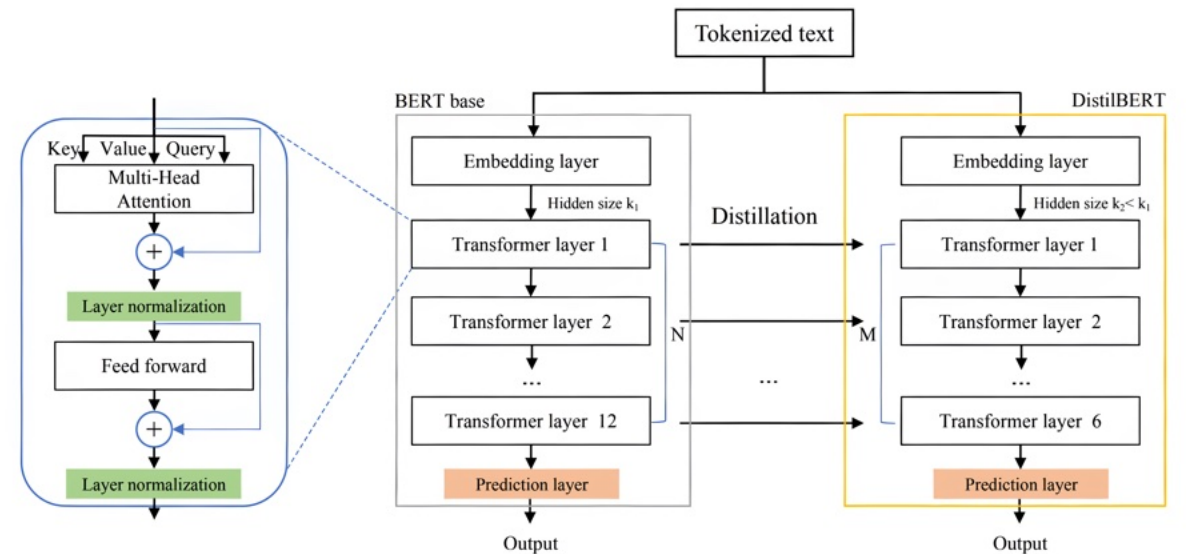 Tokenized text
BERT base
DistilBERT
Key Value Query
Multi-Head
Attention
+
Layer normalization
Feed forward
+
Layer normalization
Embedding layer
Hidden size k₁
Transformer layer 1
Transformer layer 2
...
Transformer layer 12
N
Prediction layer
Output
Distillation
...
Embedding layer
Hidden size k₂< k₁
Transformer layer 1
Transformer layer 2
M
...
Transformer layer 6
Prediction layer
Output